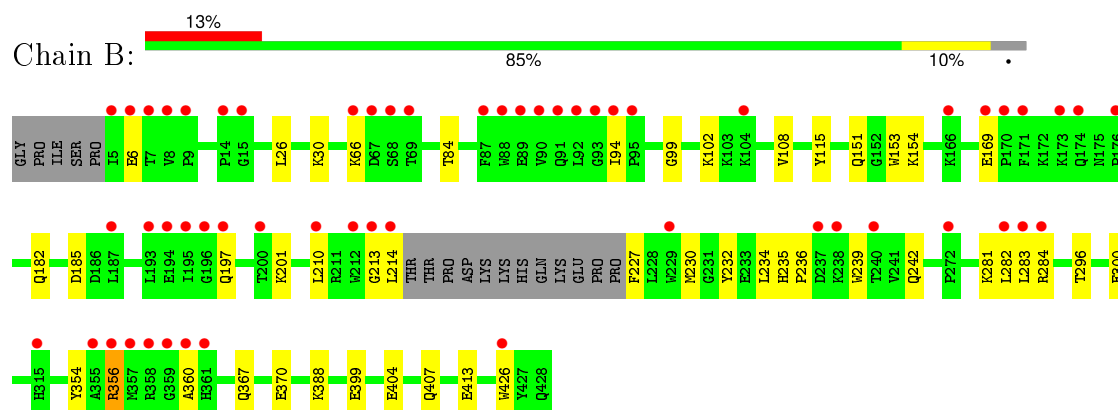 13%
Chain B:
85%
10%
•
GLY PRO ILE SER PRO I5 E6 T7 V8 P9 P14 G15 L26 K30 K66 D67 S68 T69 T84 F87 W88 E89 V90 Q91 L92 G93 I94 P95 G99 K102 K103 K104 V108 Y115 Q151 G152 W153 K154 K166 E169 P170 F171 K172 K173 Q174 N175
Q182 D185 D186 L187 L193 E194 I195 G196 Q197 T200 K201 L210 R211 W212 G213 L214 THR THR PRO ASP LYS LYS HIS GLN LYS GLU PRO PRO F227 L228 W229 M230 G231 Y232 E233 L234 H235 P236 D237 K238 W239 T240 V241 Q242 P272 K281 L282 L283 R284 T296
H315 Y354 A355 R356 M357 R358 G359 A360 H361 Q367 E370 K388 E399 E404 Q407 E413 W426 Y427 Q428